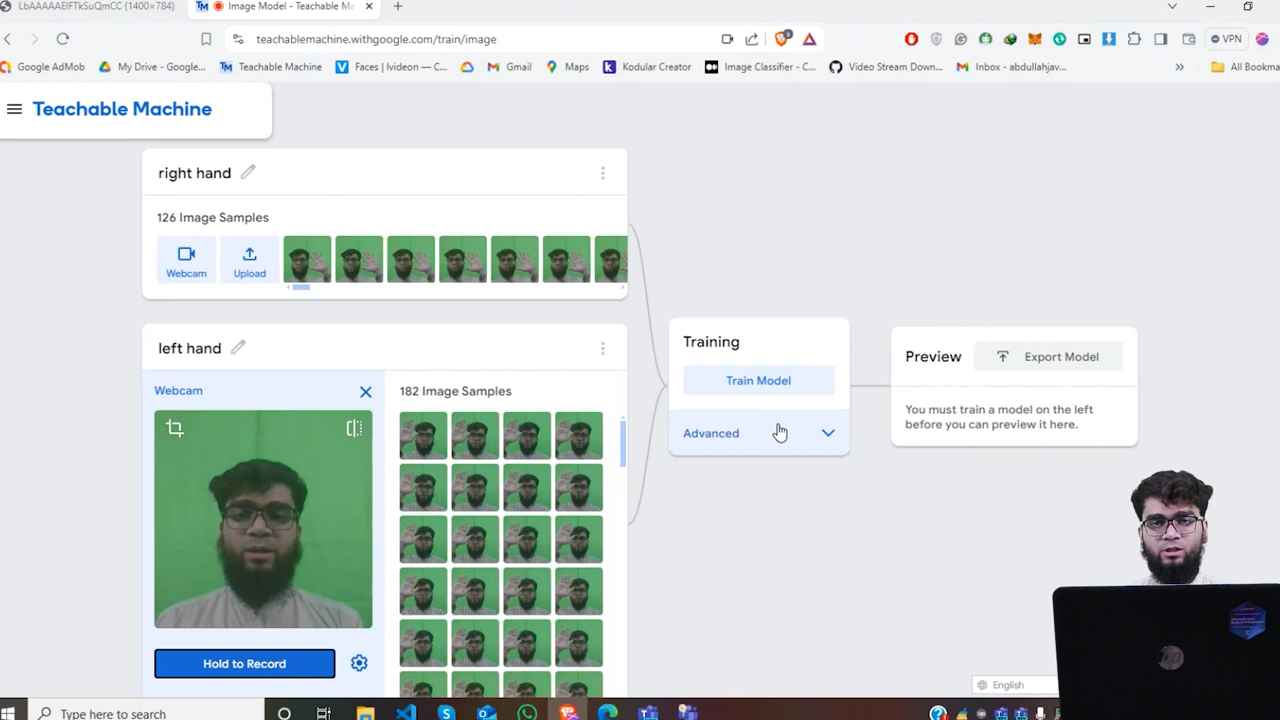 LbAAAAAEIFTkSuQmCC (1400×784)
Image Model - Teachable Ma
teachablemachine.withgoogle.com/train/image
VPN
Google AdMob
My Drive - Google...
Teachable Machine
Faces | Ivideon — C...
Gmail
Maps
Kodular Creator
Image Classifier - C...
Video Stream Down...
Inbox - abdullahjav...
All Bookma
Teachable Machine
right hand
126 Image Samples
Webcam
Upload
left hand
Webcam
182 Image Samples
Hold to Record
Training
Train Model
Advanced
Preview
Export Model
You must train a model on the left
before you can preview it here.
English
Type here to search